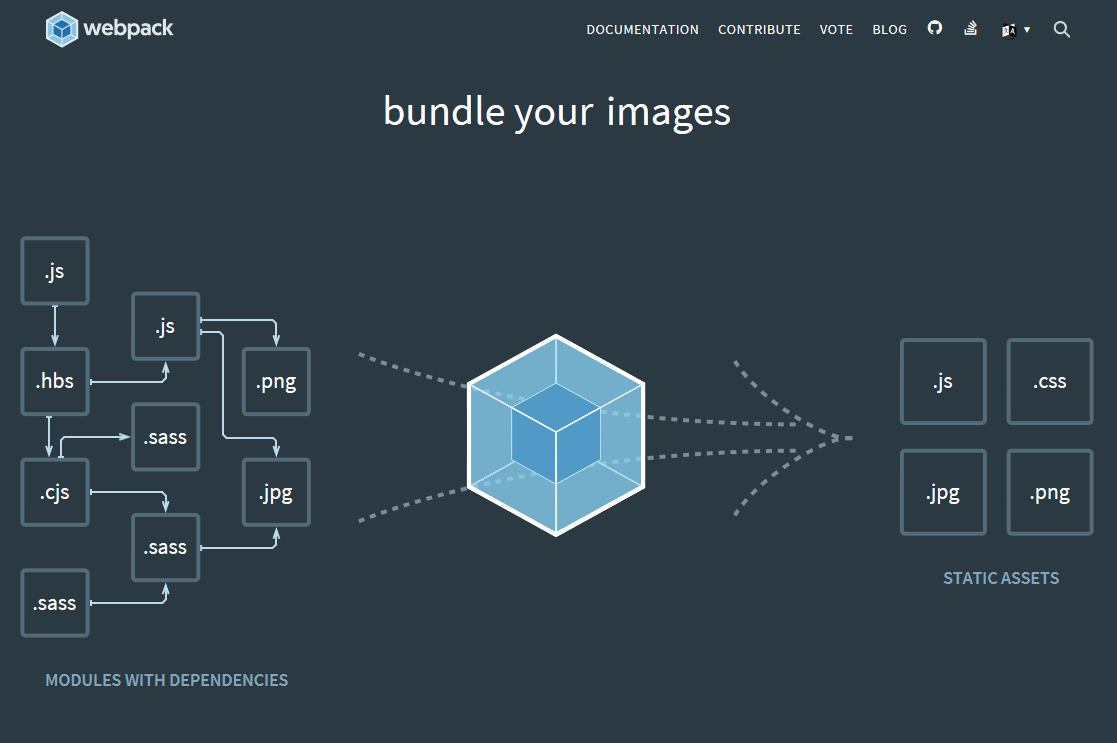 webpack
DOCUMENTATION CONTRIBUTE VOTE BLOG
bundle your images
.js
.js
.hbs
.png
.sass
.cjs
.jpg
.sass
.sass
MODULES WITH DEPENDENCIES
.js
.css
.jpg
.png
STATIC ASSETS